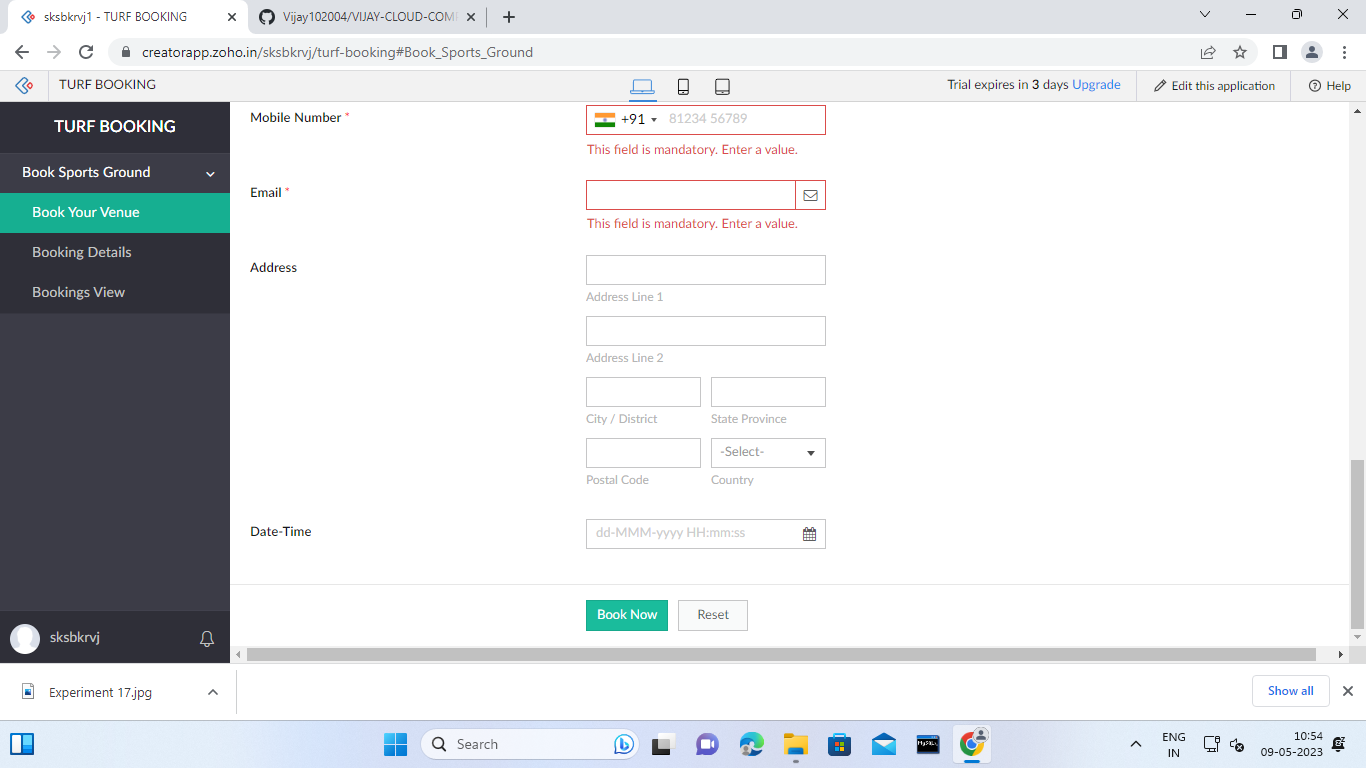 sksbkrvj1 - TURF BOOKING
Vijay102004/VIJAY-CLOUD-COM
creatorapp.zoho.in/sksbkrvj/turf-booking#Book_Sports_Ground
TURF BOOKING
Trial expires in 3 days Upgrade
Edit this application
Help
TURF BOOKING
Book Sports Ground
Book Your Venue
Booking Details
Bookings View
sksbkrvj
Mobile Number *
+91 81234 56789
This field is mandatory. Enter a value.
Email *
This field is mandatory. Enter a value.
Address
Address Line 1
Address Line 2
City / District
State Province
-Select-
Postal Code
Country
Date-Time
dd-MMM-yyyy HH:mm:ss
Book Now
Reset
Experiment 17.jpg
Show all
Search
MySQL
ENG
IN
10:54
09-05-2023